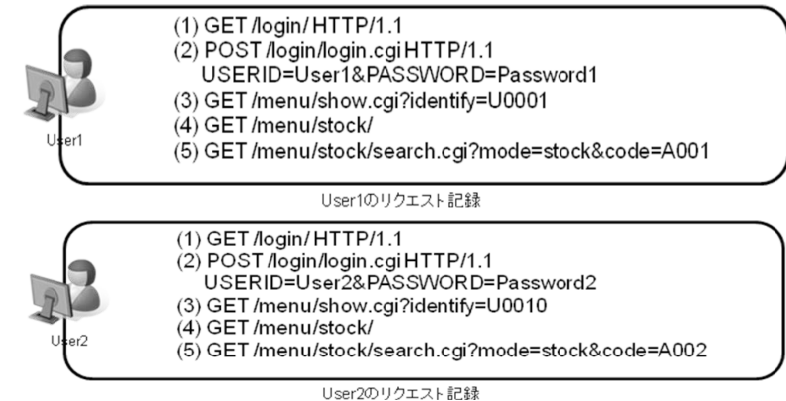 (1) GET /login/ HTTP/1.1
(2) POST /login/login.cgi HTTP/1.1
USERID=User1&PASSWORD=Password1
(3) GET /menu/show.cgi?identify=U0001
(4) GET /menu/stock/
(5) GET /menu/stock/search.cgi?mode=stock&code=A001
User1
User1のリクエスト記録
(1) GET /login/ HTTP/1.1
(2) POST /login/login.cgi HTTP/1.1
USERID=User2&PASSWORD=Password2
(3) GET /menu/show.cgi?identify=U0010
(4) GET /menu/stock/
(5) GET /menu/stock/search.cgi?mode=stock&code=A002
User2
User2のリクエスト記録